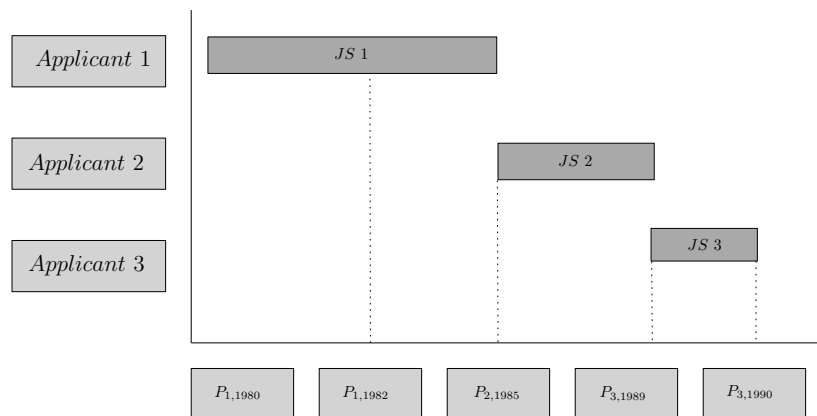 Applicant 1
JS 1
Applicant 2
JS 2
Applicant 3
JS 3
P1,1980
P1,1982
P2,1985
P3,1989
P3,1990